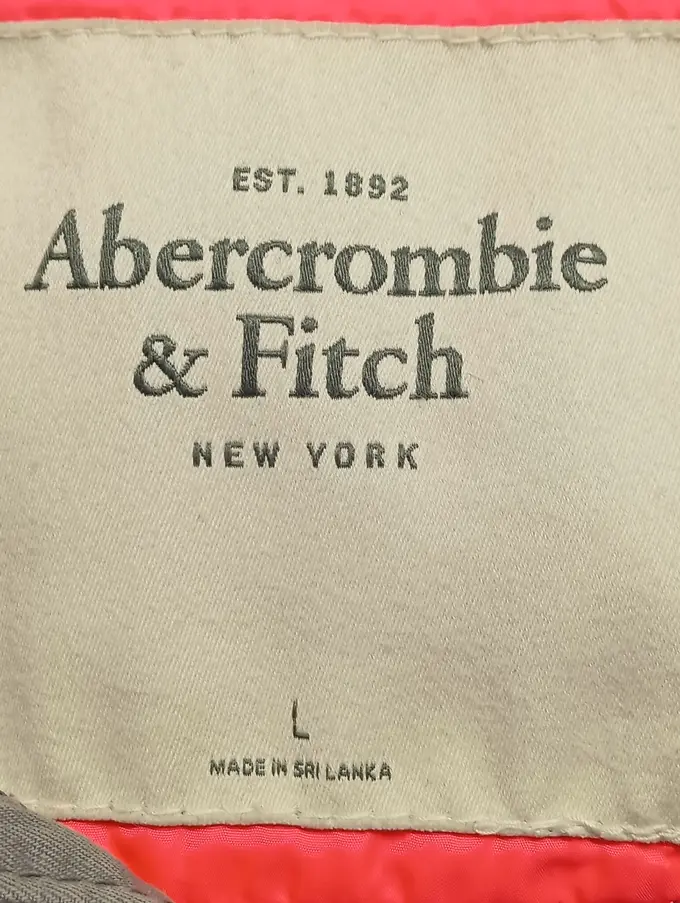 EST. 1892
Abercrombie
& Fitch
NEW YORK
L
MADE IN SRI LANKA